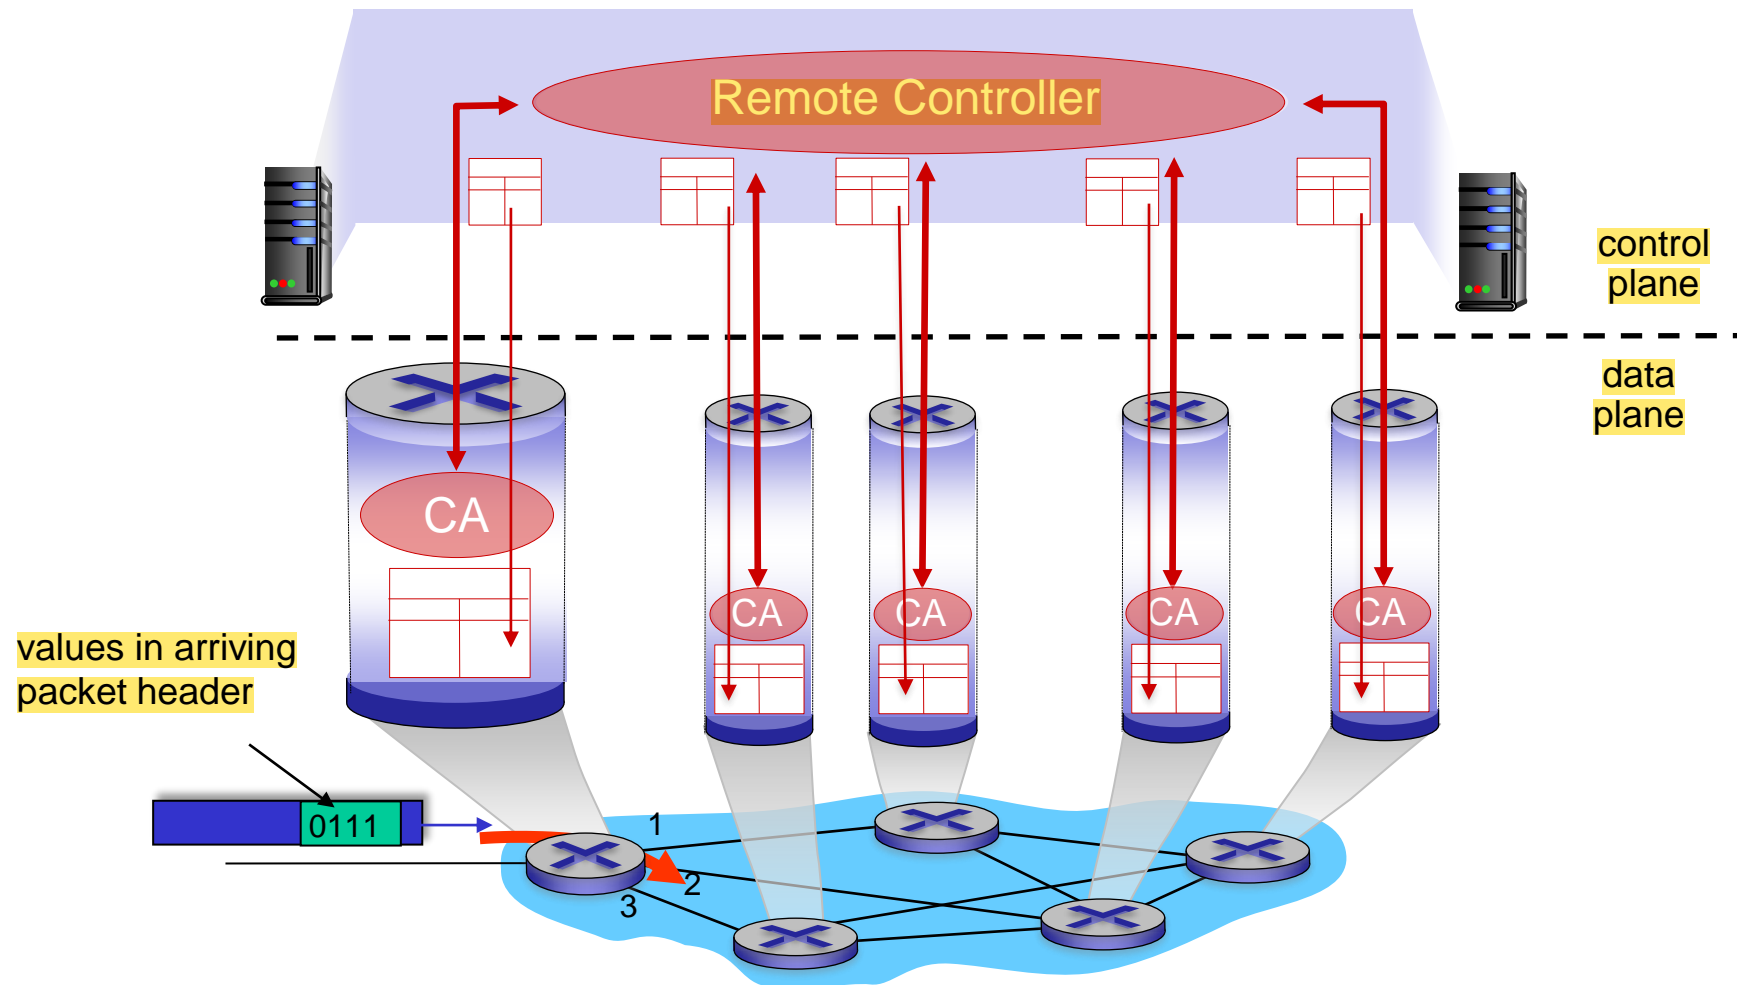 Remote Controller
control
plane
data
plane
CA
CA
CA
CA
CA
values in arriving
packet header
0111
1
2
3